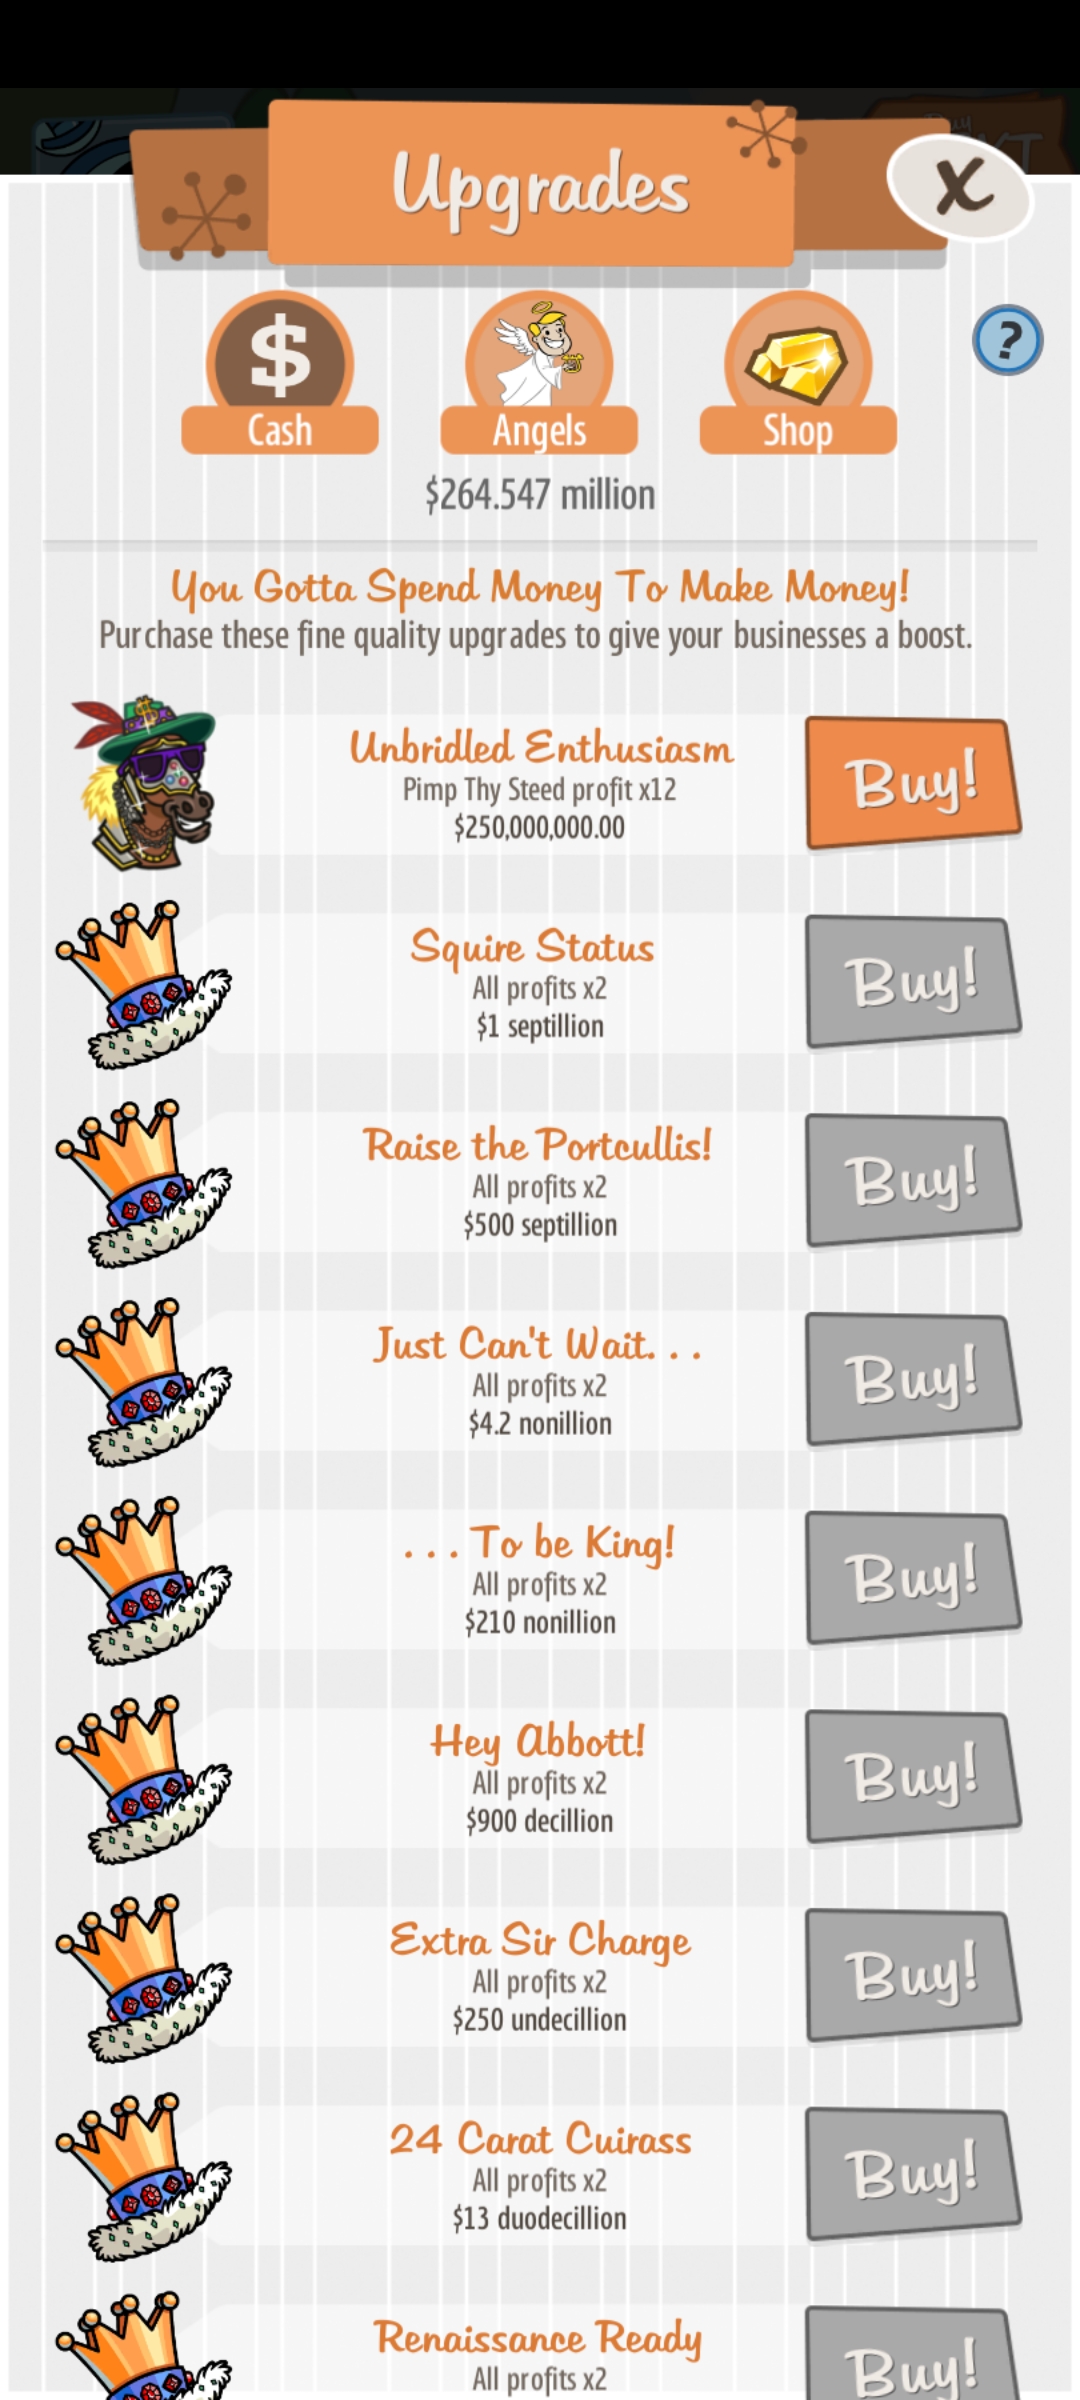 Upgrades
X
$
Cash
Angels
Shop
?
$264.547 million
You Gotta Spend Money To Make Money!
Purchase these fine quality upgrades to give your businesses a boost.
Unbridled Enthusiasm
Pimp Thy Steed profit x12
$250,000,000.00
Buy!
Squire Status
All profits x2
$1 septillion
Buy!
Raise the Portcullis!
All profits x2
$500 septillion
Buy!
Just Can't Wait. . .
All profits x2
$4.2 nonillion
Buy!
. . . To be King!
All profits x2
$210 nonillion
Buy!
Hey Abbott!
All profits x2
$900 decillion
Buy!
Extra Sir Charge
All profits x2
$250 undecillion
Buy!
24 Carat Cuirass
All profits x2
$13 duodecillion
Buy!
Renaissance Ready
All profits x2
Buy!